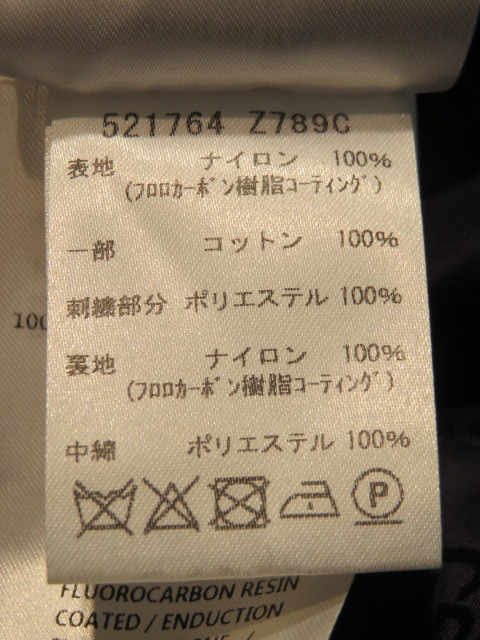 521764 Z789C
表地 ナイロン 100%
(フロロカーボン樹脂コーティング)
一部 コットン 100%
刺繍部分 ポリエステル 100%
裏地 ナイロン 100%
(フロロカーボン樹脂コーティング)
中綿 ポリエステル 100%
P
100
FLUOROCARBON RESIN
COATED / ENDUCTION